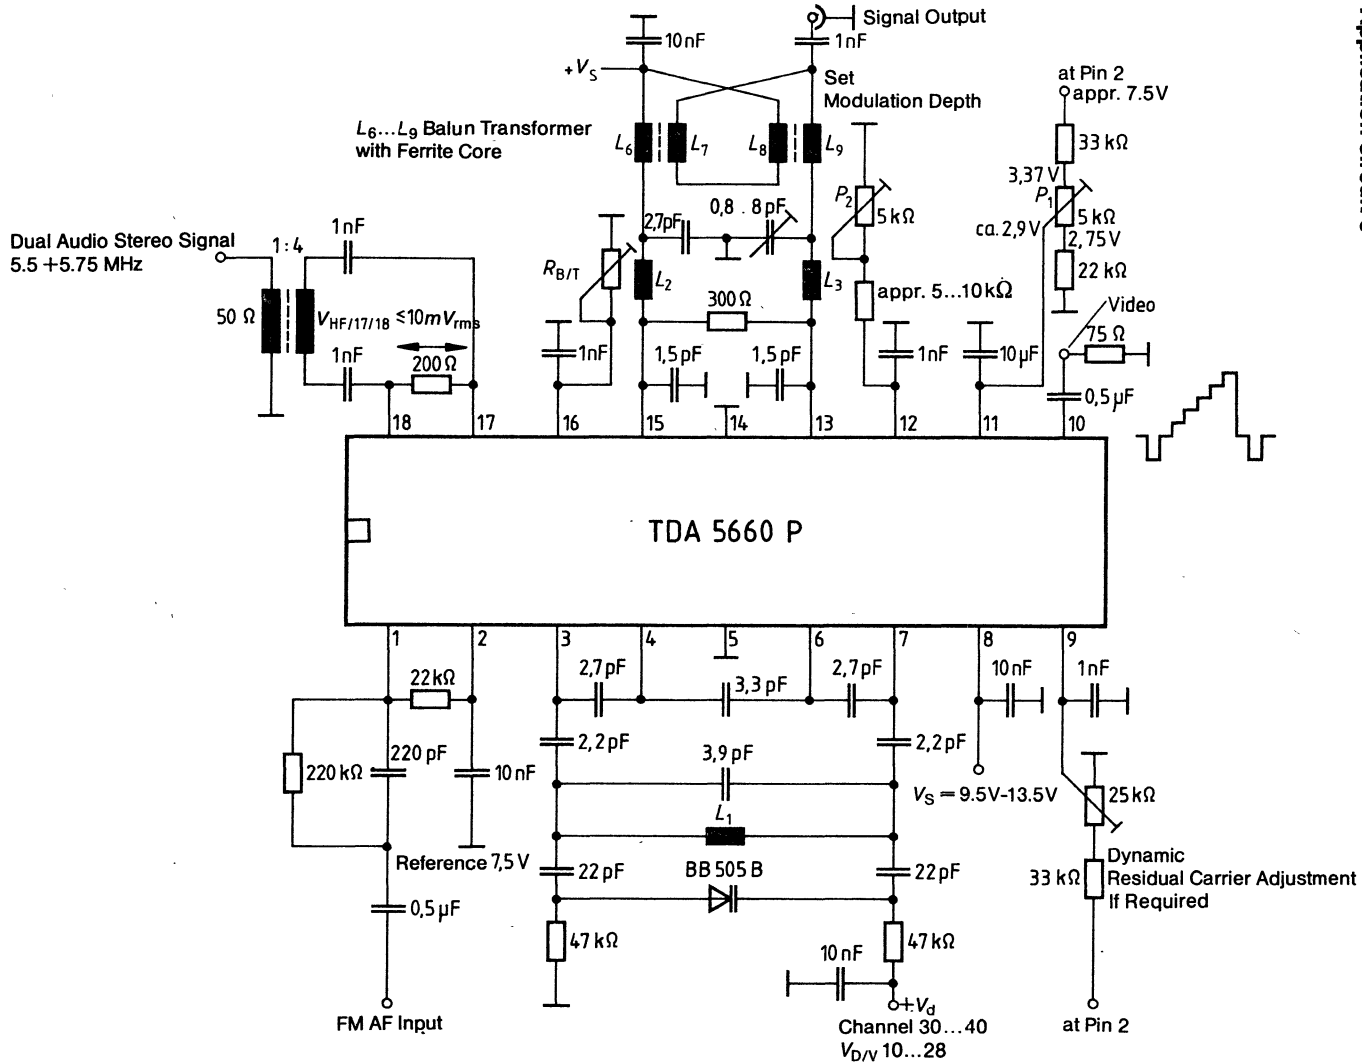 Signal Output
10 nF
1 nF
+V_S
Set
Modulation Depth
at Pin 2
appr. 7.5 V
L6...L9 Balun Transformer
with Ferrite Core
L6
L7
L8
L9
33 kΩ
3,37 V
P2
5 kΩ
P1
5 kΩ
ca. 2,9 V
2,75 V
22 kΩ
Dual Audio Stereo Signal
5.5 +5.75 MHz
1 : 4
1 nF
2,7 pF
0,8 . 8 pF
R_B/T
L2
L3
appr. 5...10 kΩ
Video
50 Ω
V_HF/17/18 ≤10mV_rms
300 Ω
75 Ω
1 nF
200 Ω
1 nF
1,5 pF
1,5 pF
1 nF
10 µF
0,5 µF
18
17
16
15
14
13
12
11
10
TDA 5660 P
1
2
3
4
5
6
7
8
9
22 kΩ
2,7 pF
3,3 pF
2,7 pF
10 nF
1 nF
220 kΩ
220 pF
10 nF
2,2 pF
3,9 pF
2,2 pF
V_S = 9.5V-13.5V
25 kΩ
L1
Reference 7,5 V
22 pF
BB 505 B
22 pF
33 kΩ
Dynamic
Residual Carrier Adjustment
If Required
0,5 µF
47 kΩ
47 kΩ
10 nF
FM AF Input
+V_d
Channel 30...40
V_D/V 10...28
at Pin 2